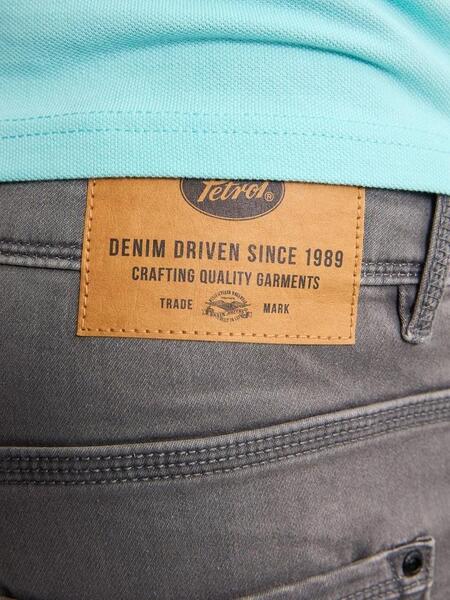 Petrol®
DENIM DRIVEN SINCE 1989
CRAFTING QUALITY GARMENTS
TRADE MARK